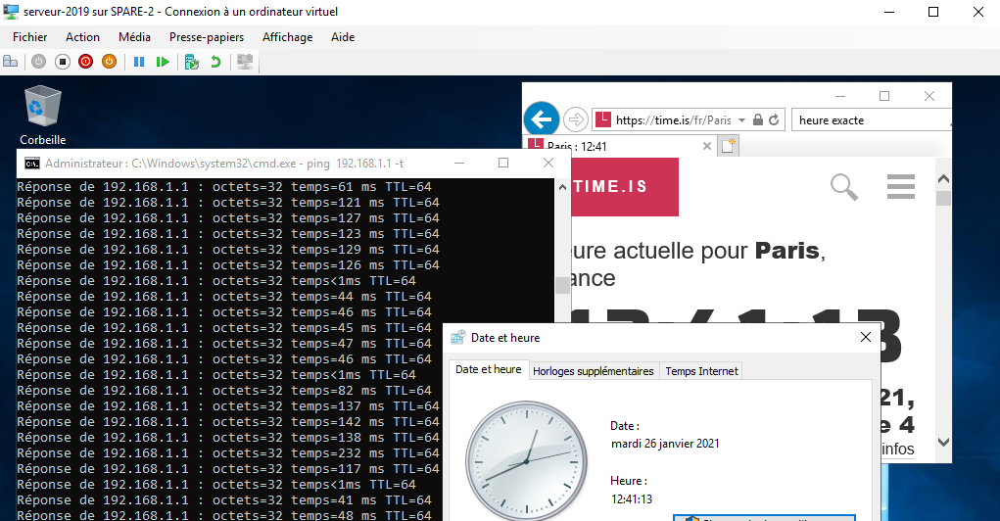 serveur-2019 sur SPARE-2 - Connexion à un ordinateur virtuel
Fichier Action Média Presse-papiers Affichage Aide
Corbeille
https://time.is/fr/Paris
heure exacte
Paris : 12:41
TIME.IS
ure actuelle pour Paris,
ance
21,
e 4
infos
Administrateur : C:\Windows\system32\cmd.exe - ping 192.168.1.1 -t
Réponse de 192.168.1.1 : octets=32 temps=61 ms TTL=64
Réponse de 192.168.1.1 : octets=32 temps=121 ms TTL=64
Réponse de 192.168.1.1 : octets=32 temps=127 ms TTL=64
Réponse de 192.168.1.1 : octets=32 temps=123 ms TTL=64
Réponse de 192.168.1.1 : octets=32 temps=129 ms TTL=64
Réponse de 192.168.1.1 : octets=32 temps=126 ms TTL=64
Réponse de 192.168.1.1 : octets=32 temps<1ms TTL=64
Réponse de 192.168.1.1 : octets=32 temps=44 ms TTL=64
Réponse de 192.168.1.1 : octets=32 temps=46 ms TTL=64
Réponse de 192.168.1.1 : octets=32 temps=45 ms TTL=64
Réponse de 192.168.1.1 : octets=32 temps=47 ms TTL=64
Réponse de 192.168.1.1 : octets=32 temps=46 ms TTL=64
Réponse de 192.168.1.1 : octets=32 temps<1ms TTL=64
Réponse de 192.168.1.1 : octets=32 temps=82 ms TTL=64
Réponse de 192.168.1.1 : octets=32 temps=137 ms TTL=64
Réponse de 192.168.1.1 : octets=32 temps=142 ms TTL=64
Réponse de 192.168.1.1 : octets=32 temps=138 ms TTL=64
Réponse de 192.168.1.1 : octets=32 temps=232 ms TTL=64
Réponse de 192.168.1.1 : octets=32 temps=117 ms TTL=64
Réponse de 192.168.1.1 : octets=32 temps<1ms TTL=64
Réponse de 192.168.1.1 : octets=32 temps=41 ms TTL=64
Réponse de 192.168.1.1 : octets=32 temps=48 ms TTL=64
Date et heure
Date et heure Horloges supplémentaires Temps Internet
Date :
mardi 26 janvier 2021
Heure :
12:41:13